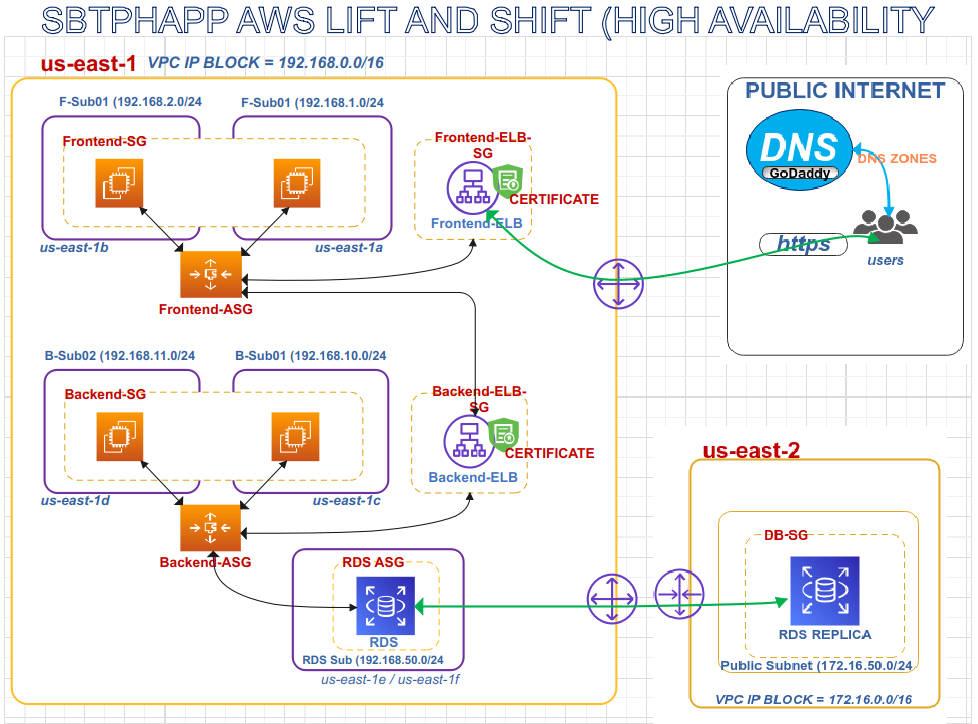 SBTPHAPP AWS LIFT AND SHIFT (HIGH AVAILABILITY
us-east-1 VPC IP BLOCK = 192.168.0.0/16
F-Sub01 (192.168.2.0/24
F-Sub01 (192.168.1.0/24
Frontend-SG
us-east-1b
us-east-1a
Frontend-ASG
Frontend-ELB-
SG
CERTIFICATE
Frontend-ELB
PUBLIC INTERNET
DNS
GoDaddy
DNS ZONES
https
users
B-Sub02 (192.168.11.0/24
B-Sub01 (192.168.10.0/24
Backend-SG
us-east-1d
us-east-1c
Backend-ASG
Backend-ELB-
SG
CERTIFICATE
Backend-ELB
RDS ASG
RDS
RDS Sub (192.168.50.0/24
us-east-1e / us-east-1f
us-east-2
DB-SG
RDS REPLICA
Public Subnet (172.16.50.0/24
VPC IP BLOCK = 172.16.0.0/16